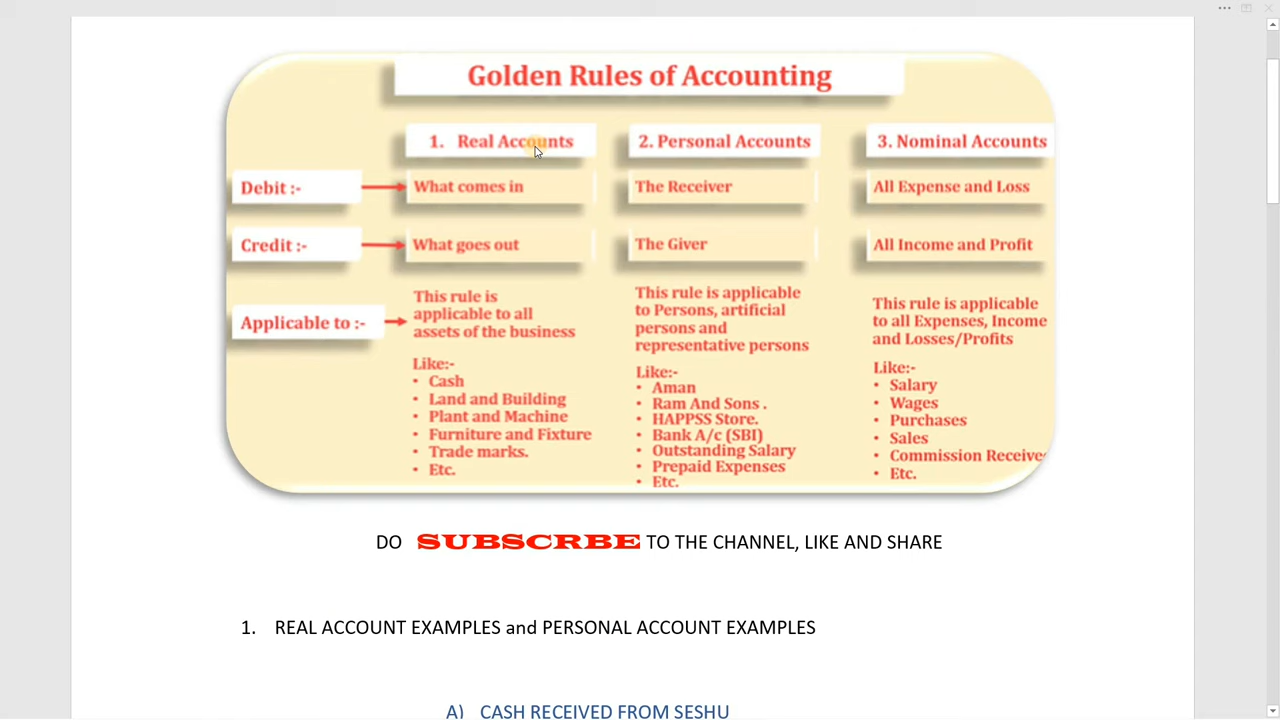 Golden Rules of Accounting
1. Real Accounts
2. Personal Accounts
3. Nominal Accounts
Debit :-
What comes in
The Receiver
All Expense and Loss
Credit :-
What goes out
The Giver
All Income and Profit
Applicable to :-
This rule is
applicable to all
assets of the business
Like:-
• Cash
• Land and Building
• Plant and Machine
• Furniture and Fixture
• Trade marks.
• Etc.
This rule is applicable
to Persons, artificial
persons and
representative persons
Like:-
• Aman
• Ram And Sons .
• HAPPSS Store.
• Bank A/c (SBI)
• Outstanding Salary
• Prepaid Expenses
• Etc.
This rule is applicable
to all Expenses, Income
and Losses/Profits
Like:-
• Salary
• Wages
• Purchases
• Sales
• Commission Receive
• Etc.
DO SUBSCRBE TO THE CHANNEL, LIKE AND SHARE
1. REAL ACCOUNT EXAMPLES and PERSONAL ACCOUNT EXAMPLES
A) CASH RECEIVED FROM SESHU